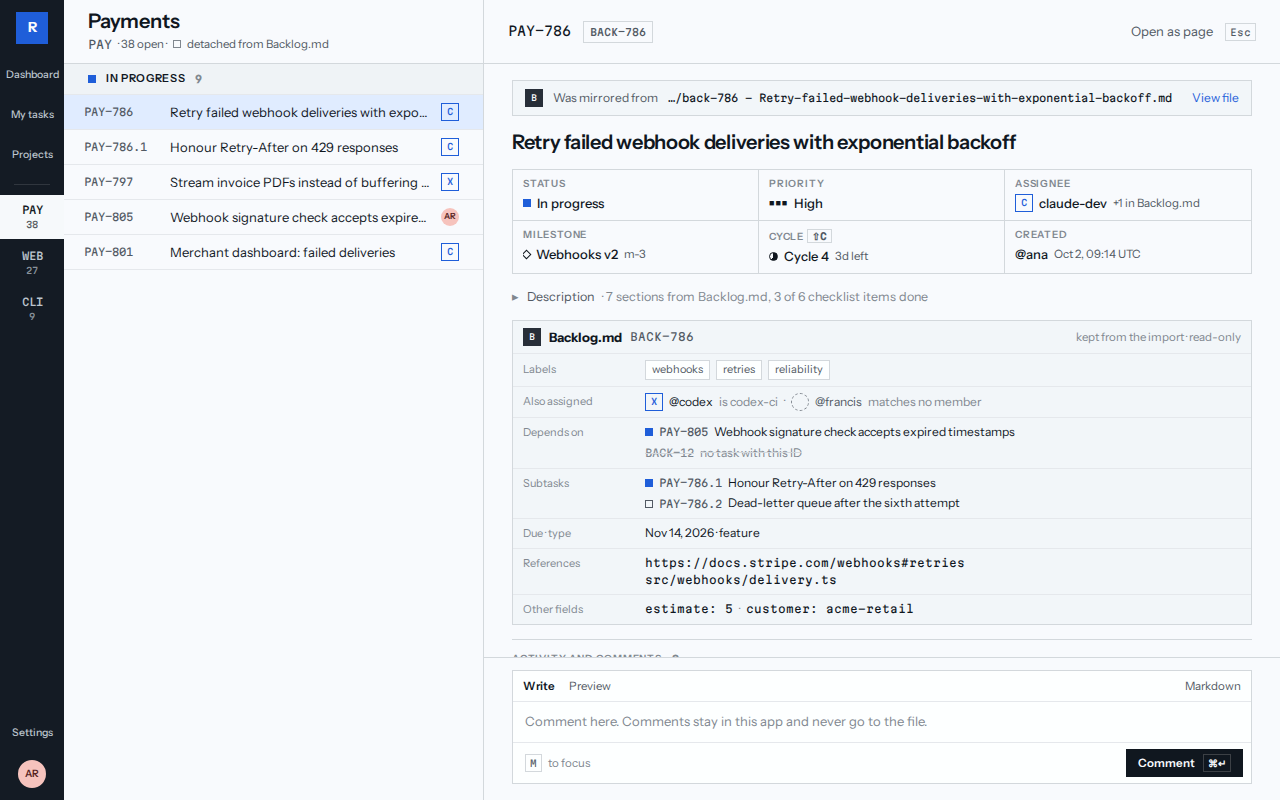 R
Dashboard
My tasks
Projects
PAY
38
WEB
27
CLI
9
Settings
AR
Payments
PAY · 38 open · detached from Backlog.md
IN PROGRESS 9
PAY-786 Retry failed webhook deliveries with expo... C
PAY-786.1 Honour Retry-After on 429 responses C
PAY-797 Stream invoice PDFs instead of buffering ... X
PAY-805 Webhook signature check accepts expire... AR
PAY-801 Merchant dashboard: failed deliveries C
PAY-786 BACK-786 Open as page Esc
B Was mirrored from …/back-786 - Retry-failed-webhook-deliveries-with-exponential-backoff.md View file
Retry failed webhook deliveries with exponential backoff
STATUS PRIORITY ASSIGNEE
In progress High C claude-dev +1 in Backlog.md
MILESTONE CYCLE ⇧C CREATED
Webhooks v2 m-3 Cycle 4 3d left @ana Oct 2, 09:14 UTC
▸ Description · 7 sections from Backlog.md, 3 of 6 checklist items done
B Backlog.md BACK-786 kept from the import · read-only
Labels webhooks retries reliability
Also assigned X @codex is codex-ci · @francis matches no member
Depends on PAY-805 Webhook signature check accepts expired timestamps
BACK-12 no task with this ID
Subtasks PAY-786.1 Honour Retry-After on 429 responses
PAY-786.2 Dead-letter queue after the sixth attempt
Due · type Nov 14, 2026 · feature
References https://docs.stripe.com/webhooks#retries
src/webhooks/delivery.ts
Other fields estimate: 5 · customer: acme-retail
ACTIVITY AND COMMENTS
Write Preview Markdown
Comment here. Comments stay in this app and never go to the file.
M to focus Comment ⌘↵